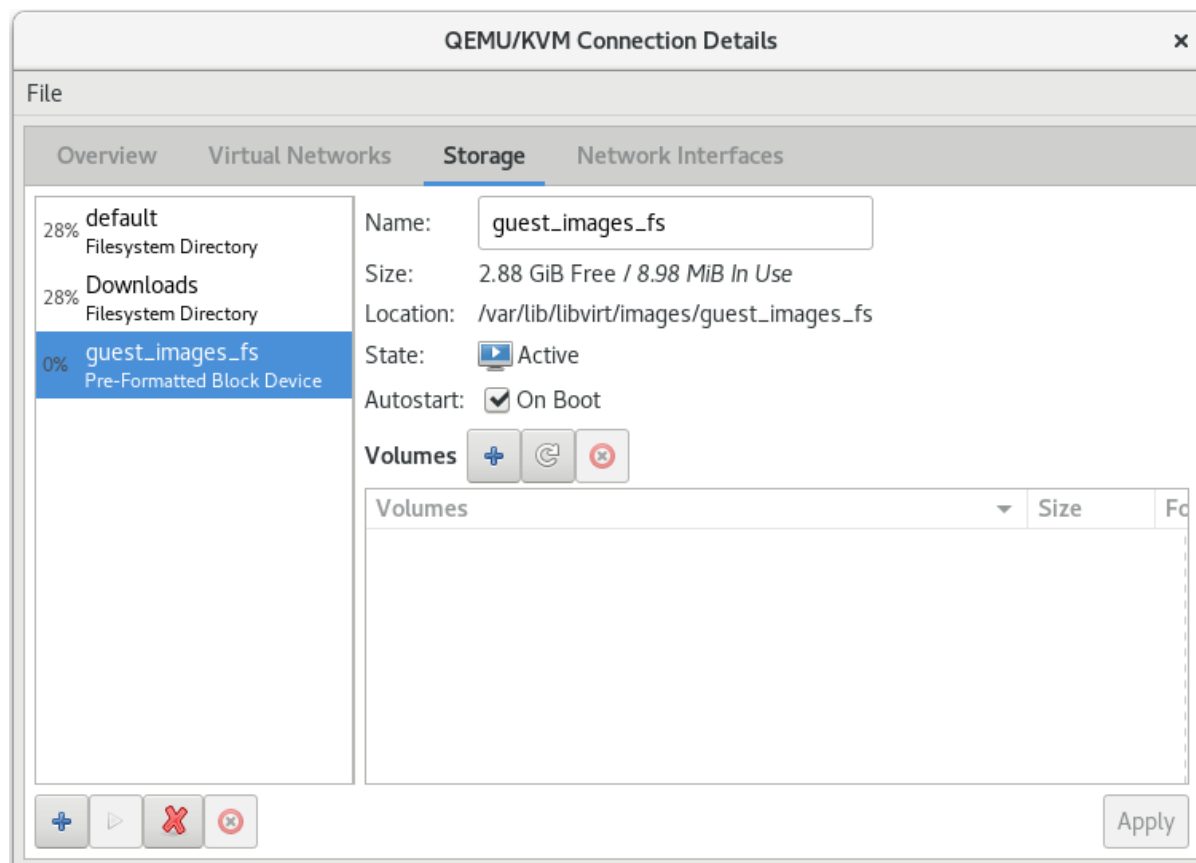 QEMU/KVM Connection Details
File
Overview Virtual Networks Storage Network Interfaces
28% default
Filesystem Directory
28% Downloads
Filesystem Directory
0% guest_images_fs
Pre-Formatted Block Device
Name: guest_images_fs
Size: 2.88 GiB Free / 8.98 MiB In Use
Location: /var/lib/libvirt/images/guest_images_fs
State: Active
Autostart: On Boot
Volumes
Volumes Size Fo
Apply